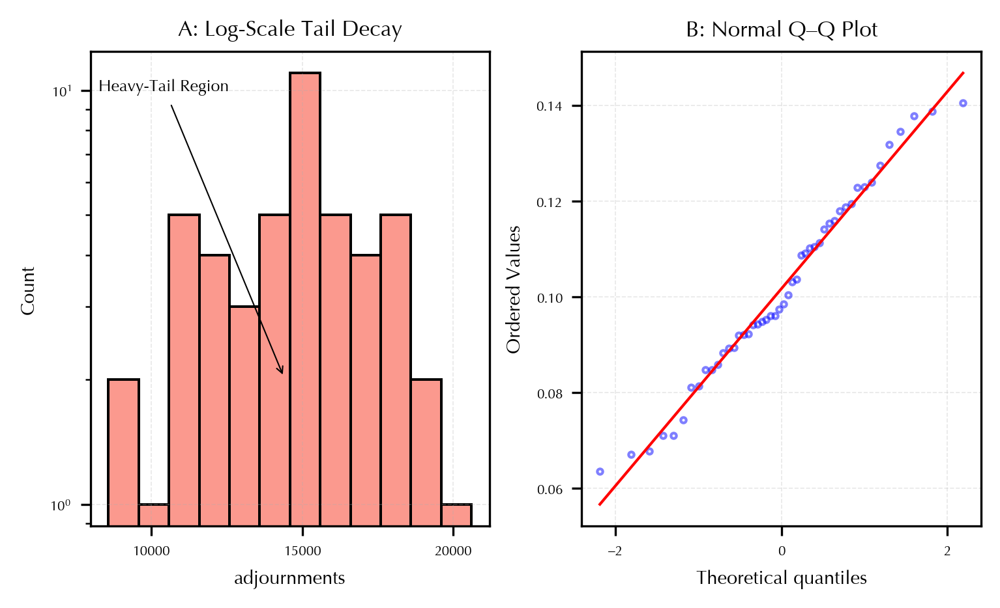 A: Log-Scale Tail Decay
Heavy-Tail Region
10¹
10⁰
Count
10000
15000
20000
adjournments
B: Normal Q–Q Plot
0.14
0.12
0.10
0.08
0.06
Ordered Values
−2
0
2
Theoretical quantiles